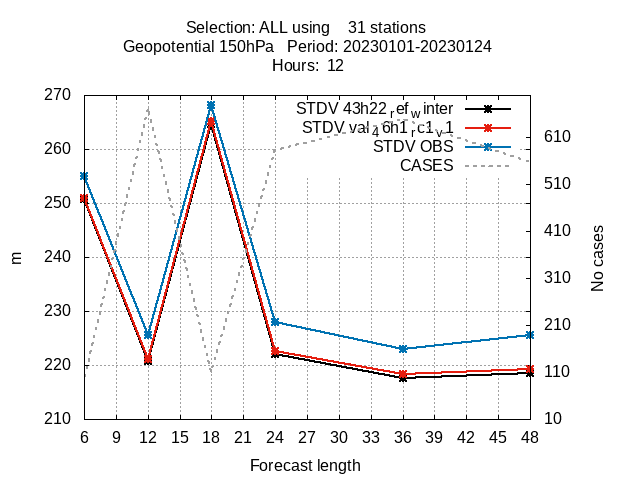 Selection: ALL using 31 stations
Geopotential 150hPa Period: 20230101-20230124
Hours: 12
270
260
250
240
230
220
210
STDV 43h22_ref_winter
STDV val_46h1_rc1_v1
STDV OBS
CASES
610
510
410
310
210
110
10
m
No cases
6 9 12 15 18 21 24 27 30 33 36 39 42 45 48
Forecast length